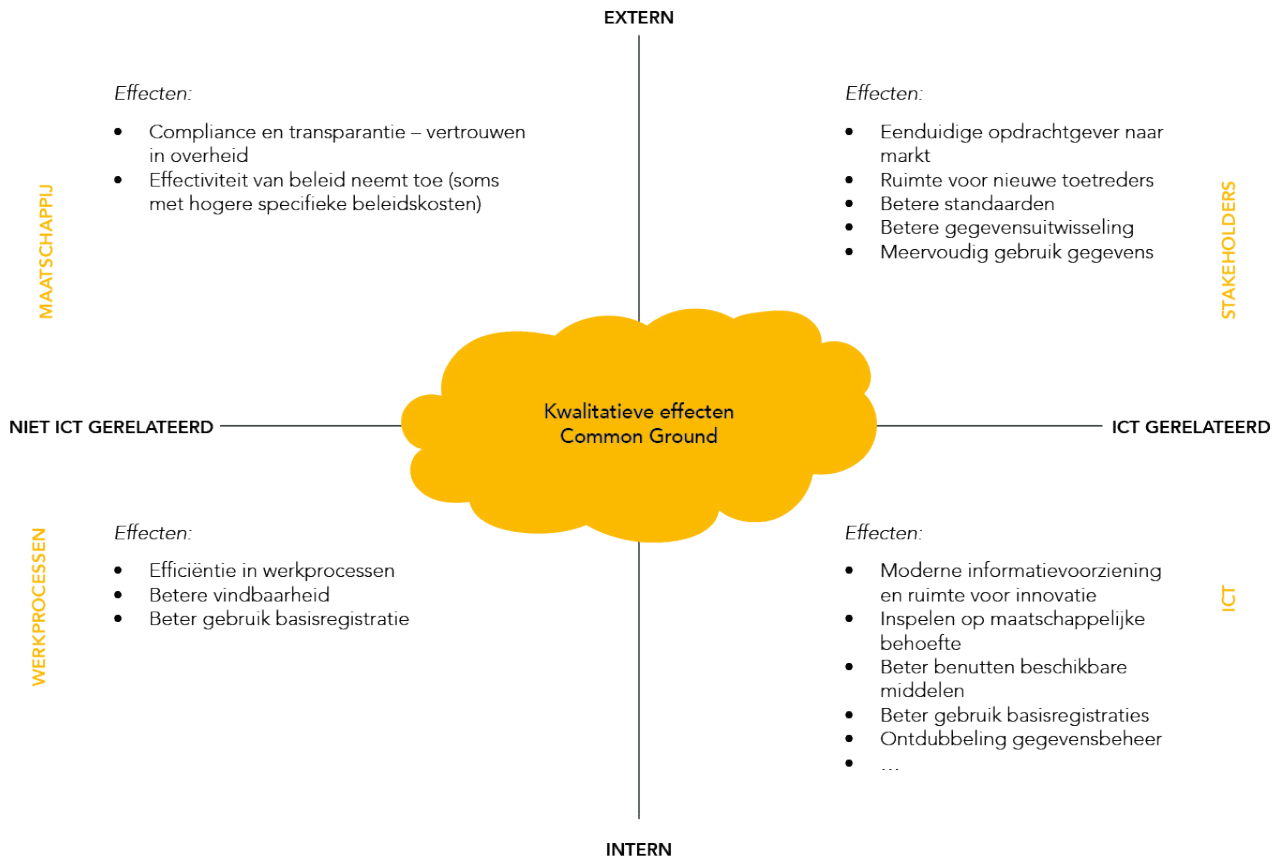 EXTERN
Effecten:
• Compliance en transparantie – vertrouwen
in overheid
• Effectiviteit van beleid neemt toe (soms
met hogere specifieke beleidskosten)
MAATSCHAPPIJ
Effecten:
• Eenduidige opdrachtgever naar
markt
• Ruimte voor nieuwe toetreders
• Betere standaarden
• Betere gegevensuitwisseling
• Meervoudig gebruik gegevens
STAKEHOLDERS
Kwalitatieve effecten
Common Ground
NIET ICT GERELATEERD
ICT GERELATEERD
Effecten:
• Efficiëntie in werkprocessen
• Betere vindbaarheid
• Beter gebruik basisregistratie
WERKPROCESSEN
Effecten:
• Moderne informatievoorziening
en ruimte voor innovatie
• Inspelen op maatschappelijke
behoefte
• Beter benutten beschikbare
middelen
• Beter gebruik basisregistraties
• Ontdubbeling gegevensbeheer
• ...
ICT
INTERN